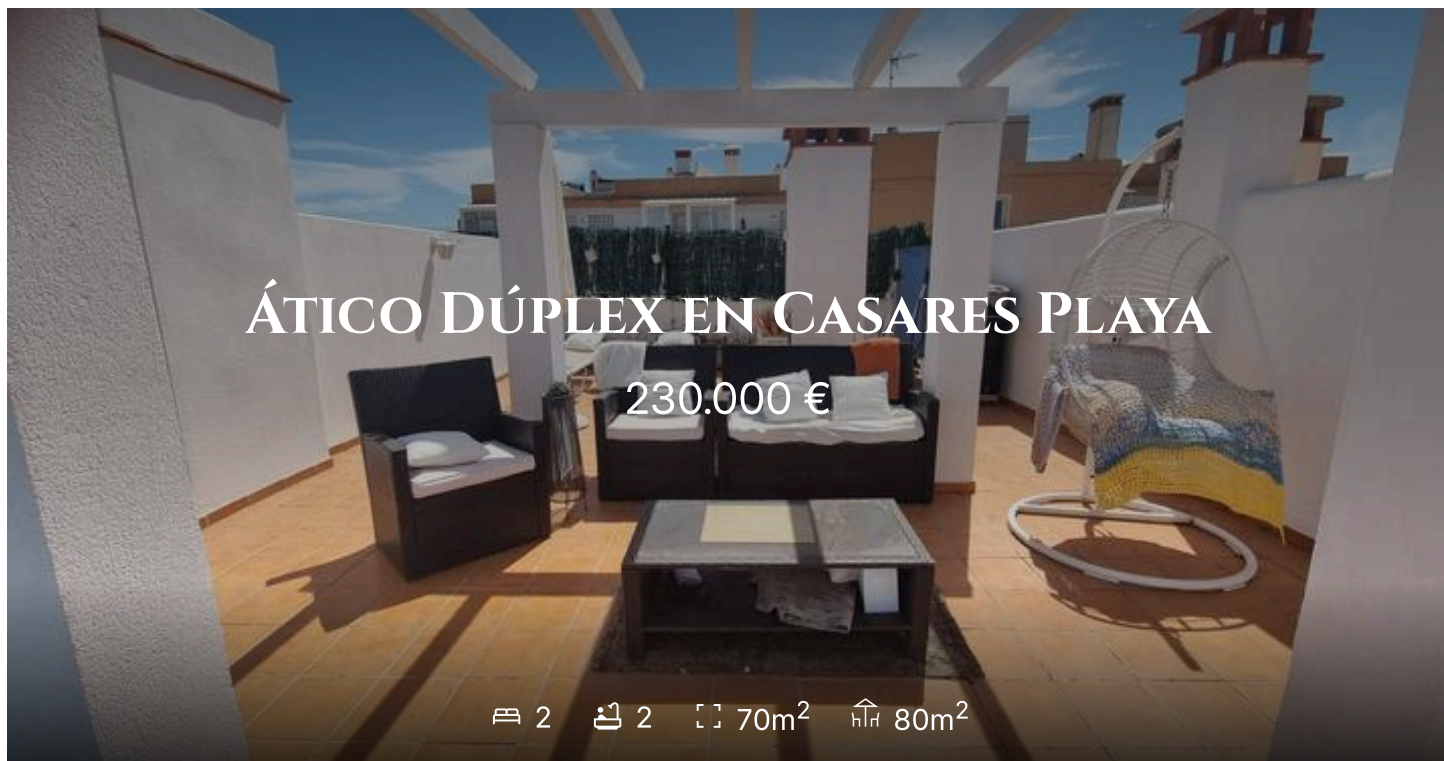 Ático Dúplex en Casares Playa
230.000 €
2 2 70m² 80m²